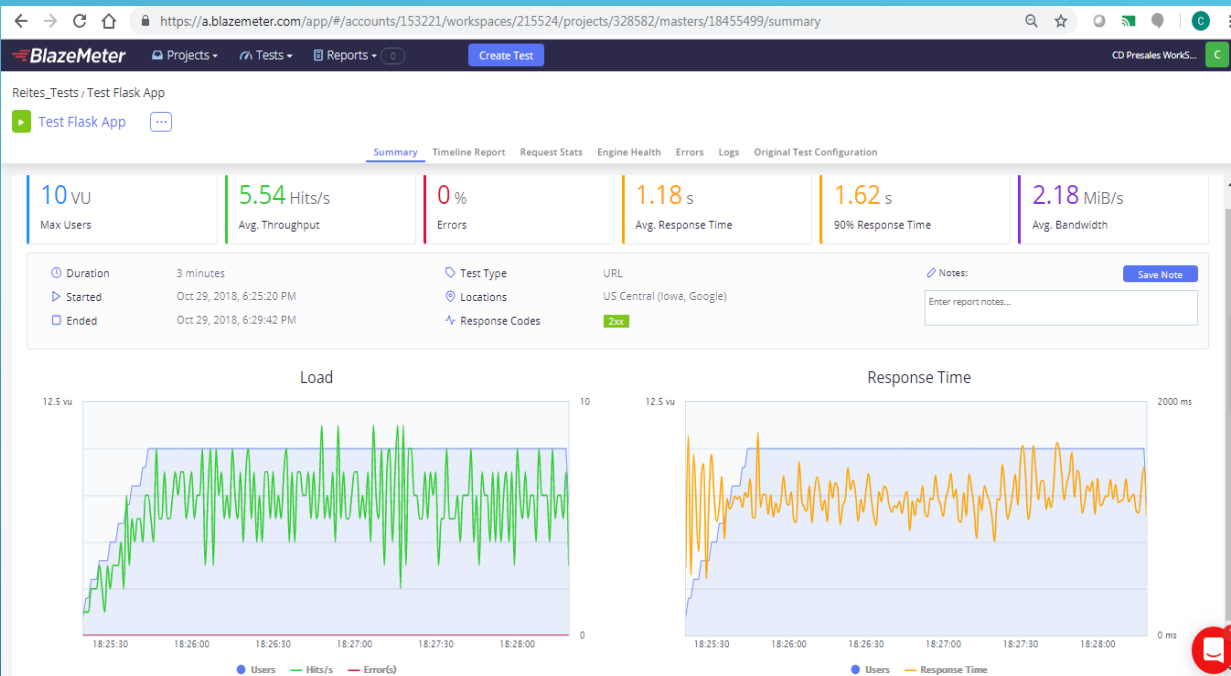 https://a.blazemeter.com/app/#/accounts/153221/workspaces/215524/projects/328582/masters/18455499/summary
C
BlazeMeter Projects Tests Reports 0 Create Test CD Presales WorkS... C
Reites_Tests / Test Flask App
Test Flask App ...
Summary Timeline Report Request Stats Engine Health Errors Logs Original Test Configuration
10 VU 5.54 Hits/s 0 % 1.18 s 1.62 s 2.18 MiB/s
Max Users Avg. Throughput Errors Avg. Response Time 90% Response Time Avg. Bandwidth
Duration 3 minutes Test Type URL Notes: Save Note
Started Oct 29, 2018, 6:25:20 PM Locations US Central (Iowa, Google) Enter report notes...
Ended Oct 29, 2018, 6:29:42 PM Response Codes 2xx
Load Response Time
12.5 vu 10 12.5 vu 2000 ms
0 0 ms
18:25:30 18:26:00 18:26:30 18:27:00 18:27:30 18:28:00 18:25:30 18:26:00 18:26:30 18:27:00 18:27:30 18:28:00
Users Hits/s Error(s) Users Response Time